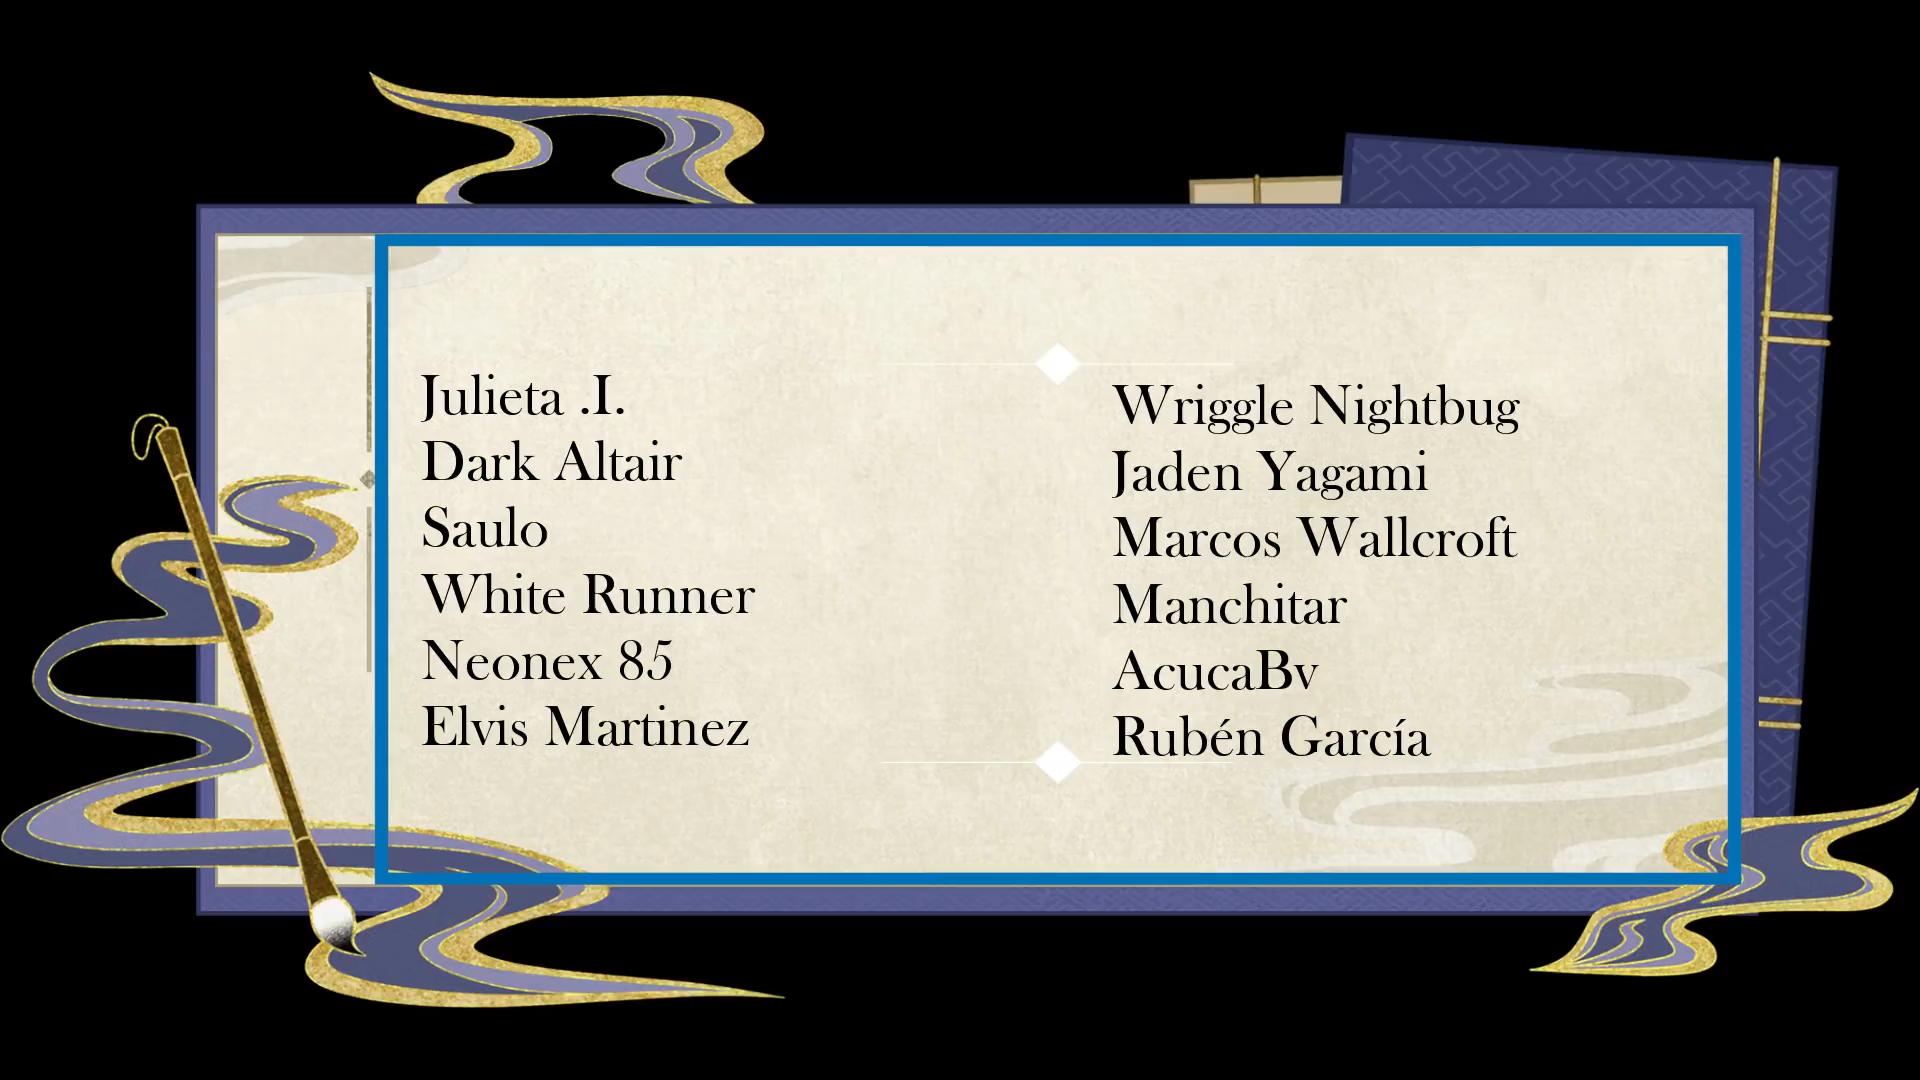 Julieta .I.
Dark Altair
Saulo
White Runner
Neonex 85
Elvis Martinez
Wriggle Nightbug
Jaden Yagami
Marcos Wallcroft
Manchitar
AcucaBv
Rubén García